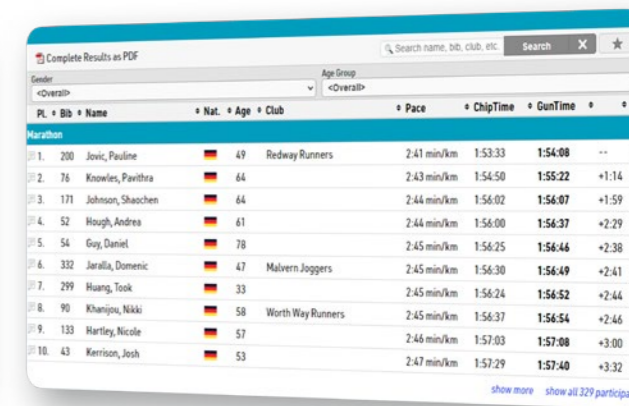 Complete Results as PDF
Search name, bib, club, etc. Search X
Gender Age Group
<Overall> <Overall>
Pl. Bib Name Nat. Age Club Pace ChipTime GunTime
Marathon
1. 200 Jovic, Pauline 49 Redway Runners 2:41 min/km 1:53:33 1:54:08 --
2. 76 Knowles, Pavithra 64 2:43 min/km 1:54:50 1:55:22 +1:14
3. 171 Johnson, Shaochen 64 2:44 min/km 1:56:02 1:56:07 +1:59
4. 52 Hough, Andrea 61 2:44 min/km 1:56:00 1:56:37 +2:29
5. 54 Guy, Daniel 78 2:45 min/km 1:56:25 1:56:46 +2:38
6. 332 Jaralla, Domenic 47 Malvern Joggers 2:45 min/km 1:56:30 1:56:49 +2:41
7. 299 Huang, Took 33 2:45 min/km 1:56:24 1:56:52 +2:44
8. 90 Khanijou, Nikki 58 Worth Way Runners 2:45 min/km 1:56:37 1:56:54 +2:46
9. 133 Hartley, Nicole 57 2:46 min/km 1:57:03 1:57:08 +3:00
10. 43 Kerrison, Josh 53 2:47 min/km 1:57:29 1:57:40 +3:32
show more show all 329 participa